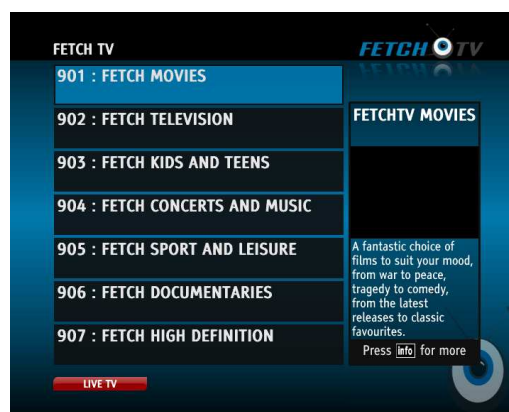 FETCH TV
FETCH TV
901 : FETCH MOVIES
902 : FETCH TELEVISION
903 : FETCH KIDS AND TEENS
904 : FETCH CONCERTS AND MUSIC
905 : FETCH SPORT AND LEISURE
906 : FETCH DOCUMENTARIES
907 : FETCH HIGH DEFINITION
FETCHTV MOVIES
A fantastic choice of
films to suit your mood,
from war to peace,
tragedy to comedy,
from the latest
releases to classic
favourites.
Press info for more
LIVE TV